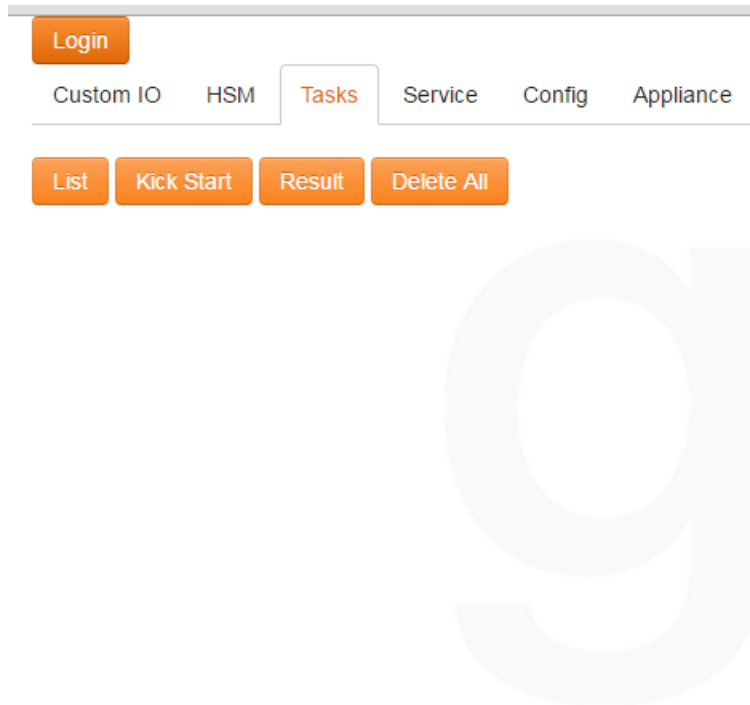 Login
Custom IO HSM Tasks Service Config Appliance
List Kick Start Result Delete All
g